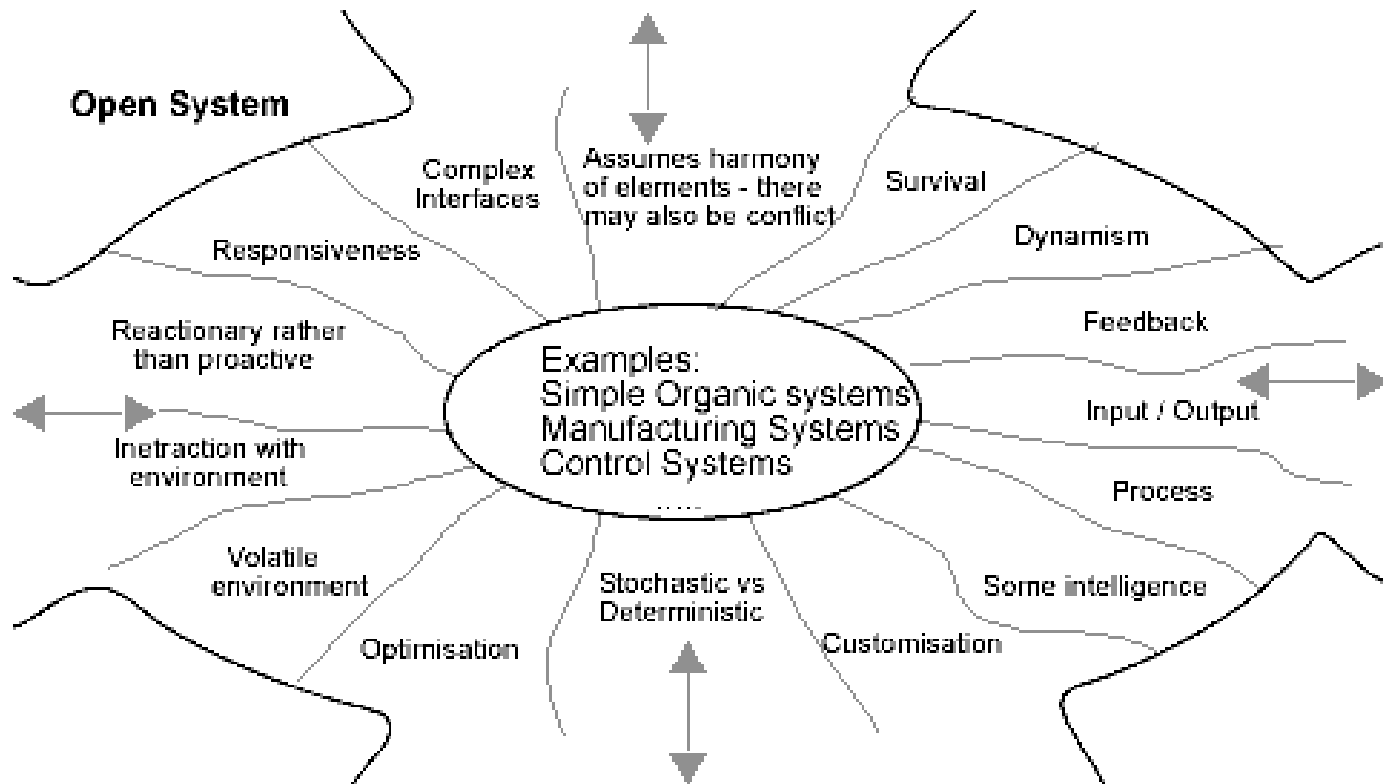 Open System
Complex
Interfaces
Assumes harmony
of elements - there
may also be conflict
Survival
Responsiveness
Dynamism
Reactionary rather
than proactive
Feedback
Examples:
Simple Organic systems
Manufacturing Systems
Control Systems
.....
Input / Output
Inetraction with
environment
Process
Volatile
environment
Some intelligence
Stochastic vs
Deterministic
Optimisation
Customisation